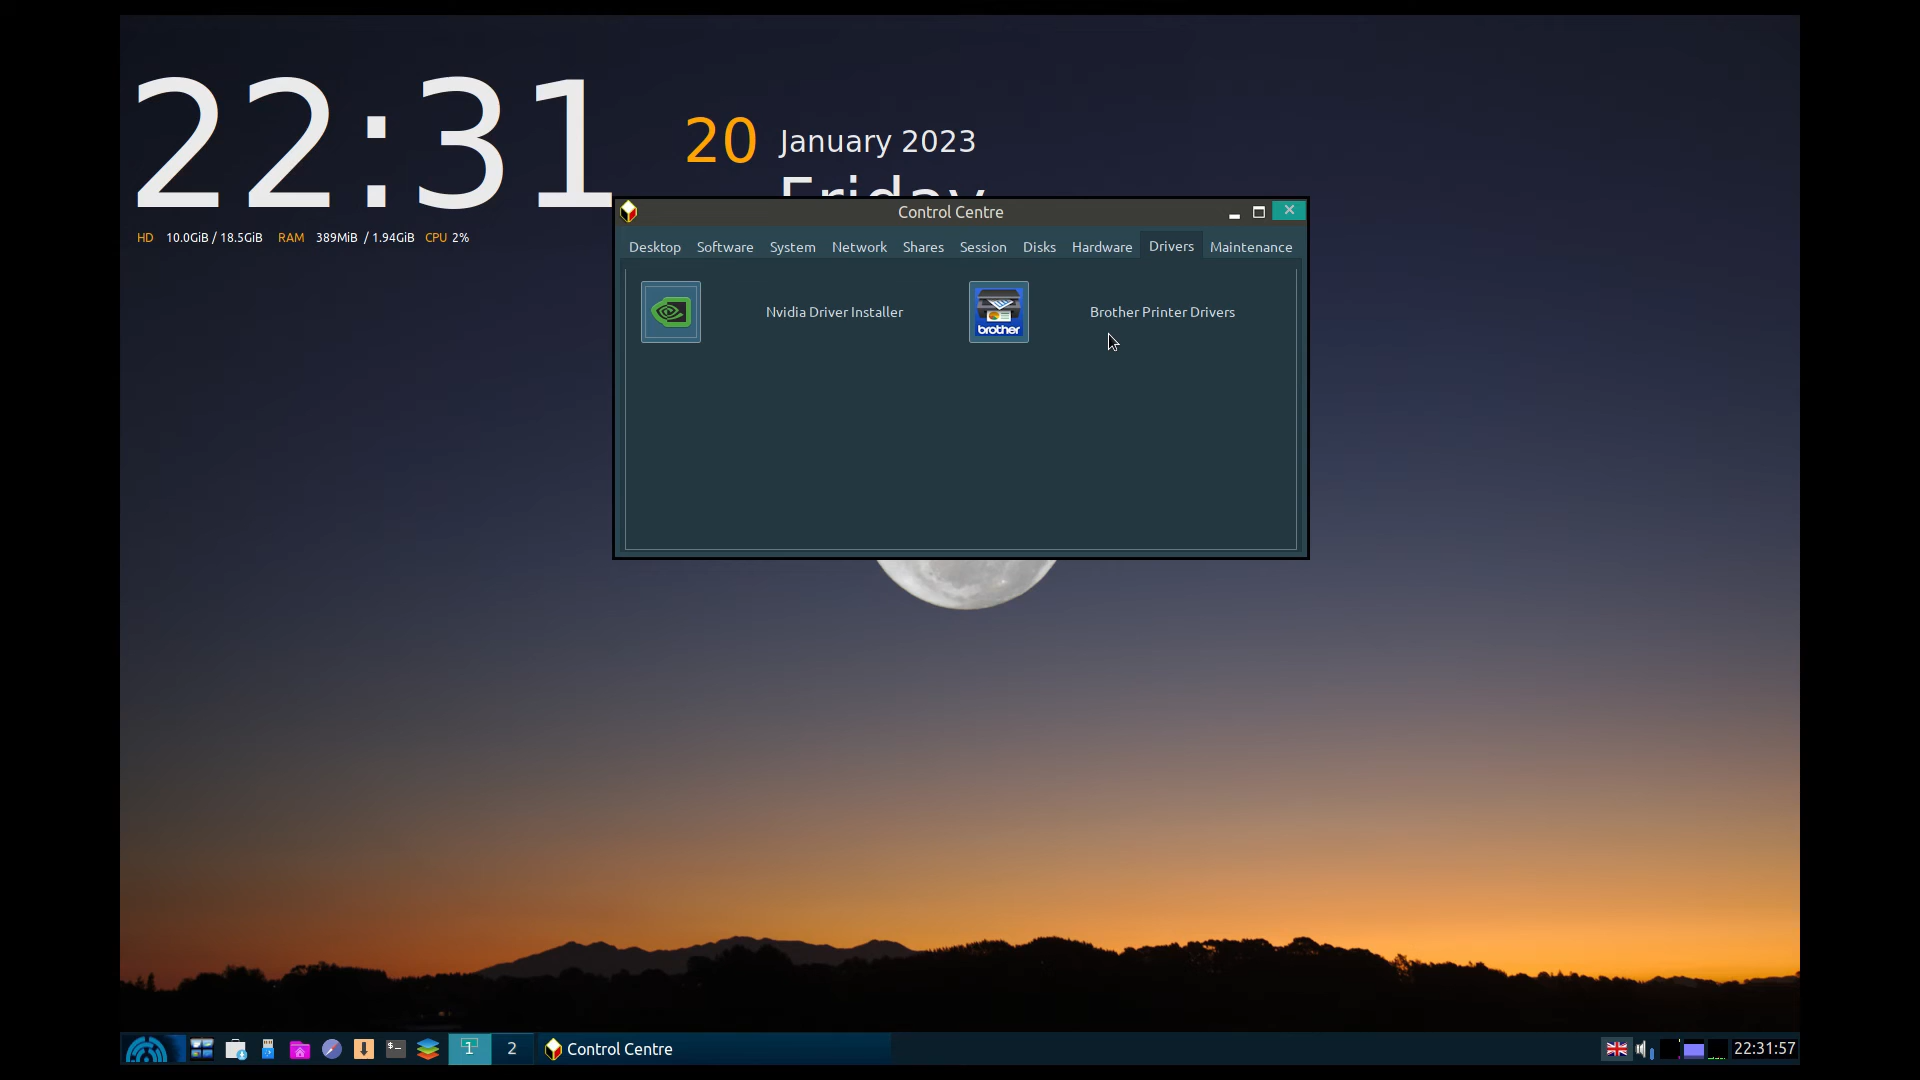 22:31
20 January 2023
Friday
HD 10.0GiB / 18.5GiB RAM 389MiB / 1.94GiB CPU 2%
Control Centre
Desktop Software System Network Shares Session Disks Hardware Drivers Maintenance
Nvidia Driver Installer
brother
Brother Printer Drivers
$-
1
2
Control Centre
22:31:57